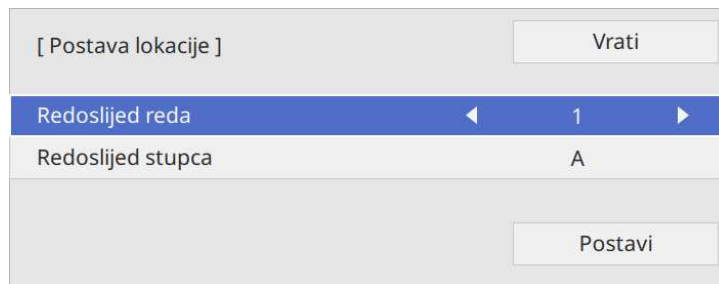 [ Postava lokacije ]
Vrati
Redoslijed reda 1
Redoslijed stupca A
Postavi